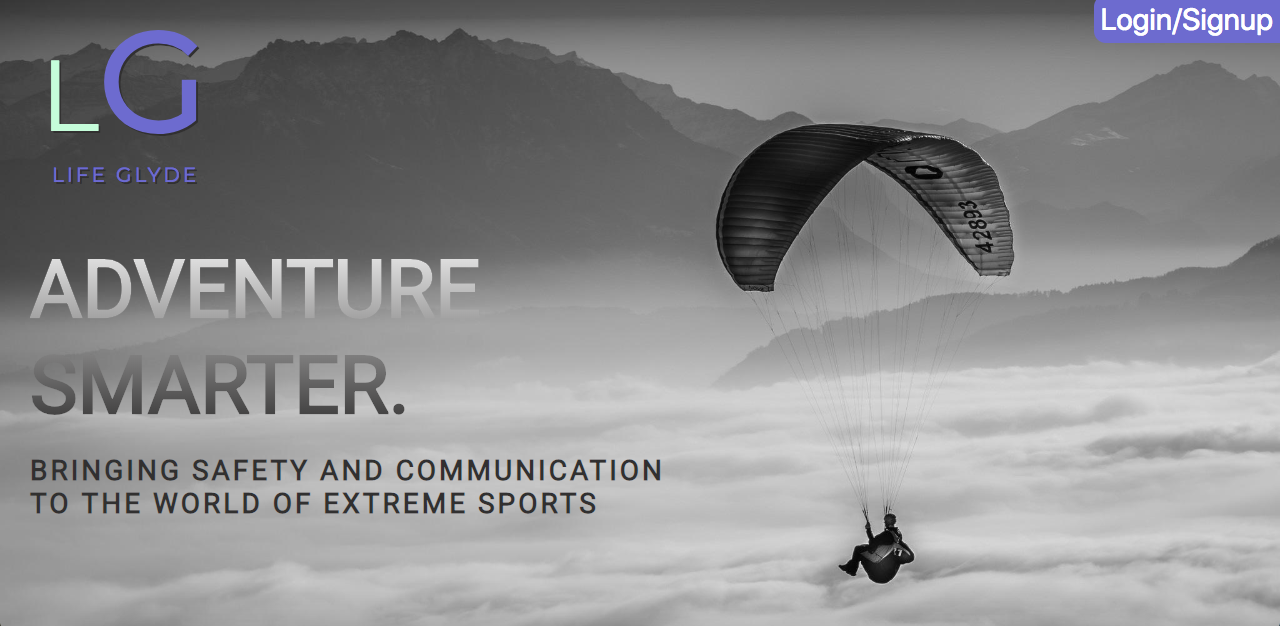 Login/Signup
LG
LIFE GLYDE
ADVENTURE
SMARTER.
BRINGING SAFETY AND COMMUNICATION
TO THE WORLD OF EXTREME SPORTS
42893